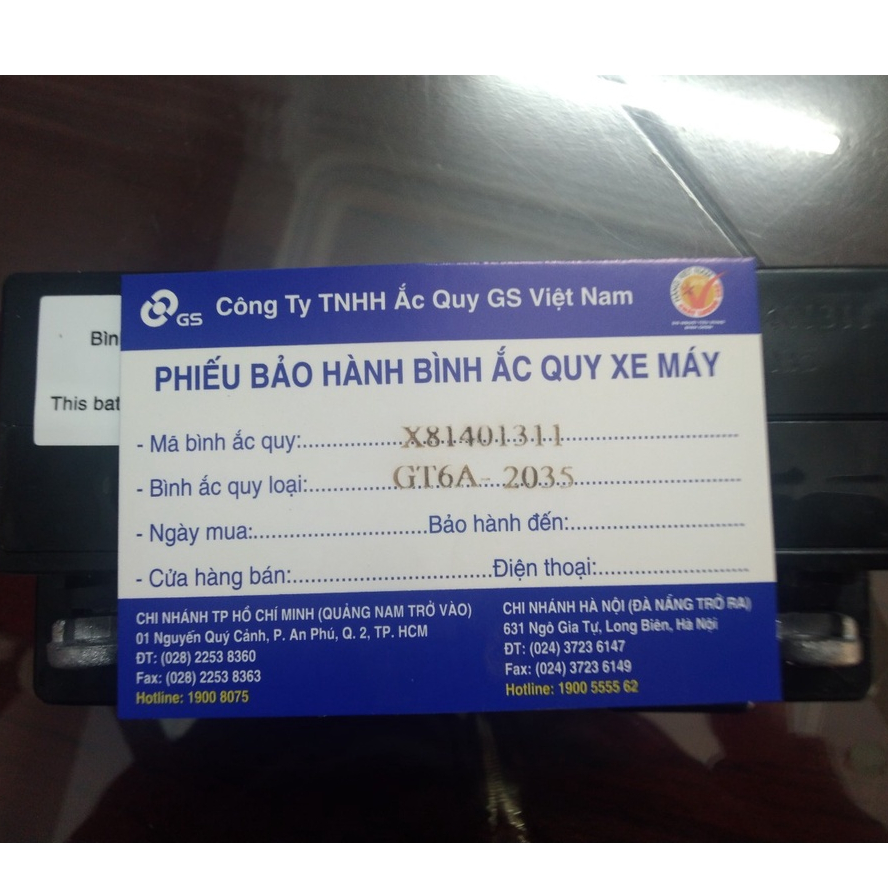 GS Công Ty TNHH Ắc Quy GS Việt Nam
PHIẾU BẢO HÀNH BÌNH ẮC QUY XE MÁY
- Mã bình ắc quy: X81401311
- Bình ắc quy loại: GT6A- 2035
- Ngày mua: Bảo hành đến:
- Cửa hàng bán: Điện thoại:
CHI NHÁNH TP HỒ CHÍ MINH (QUẢNG NAM TRỞ VÀO)
01 Nguyễn Quý Cảnh, P. An Phú, Q. 2, TP. HCM
ĐT: (028) 2253 8360
Fax: (028) 2253 8363
Hotline: 1900 8075
CHI NHÁNH HÀ NỘI (ĐÀ NẴNG TRỞ RA)
631 Ngô Gia Tự, Long Biên, Hà Nội
ĐT: (024) 3723 6147
Fax: (024) 3723 6149
Hotline: 1900 5555 62
This bat